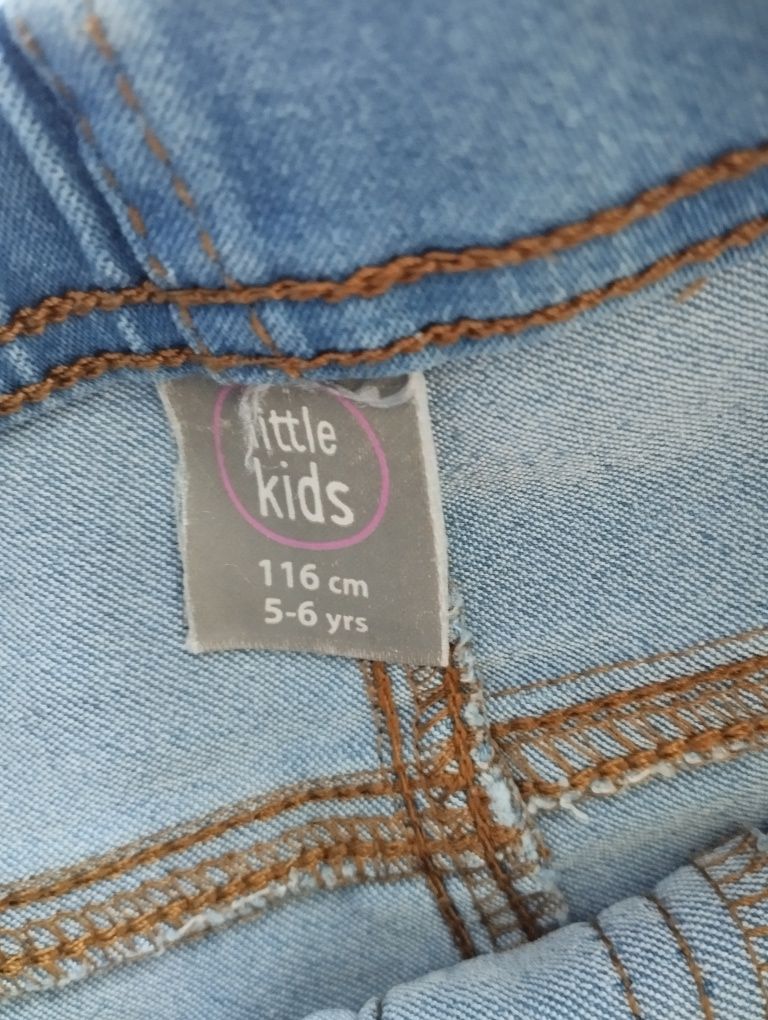 little
kids
116 cm
5-6 yrs